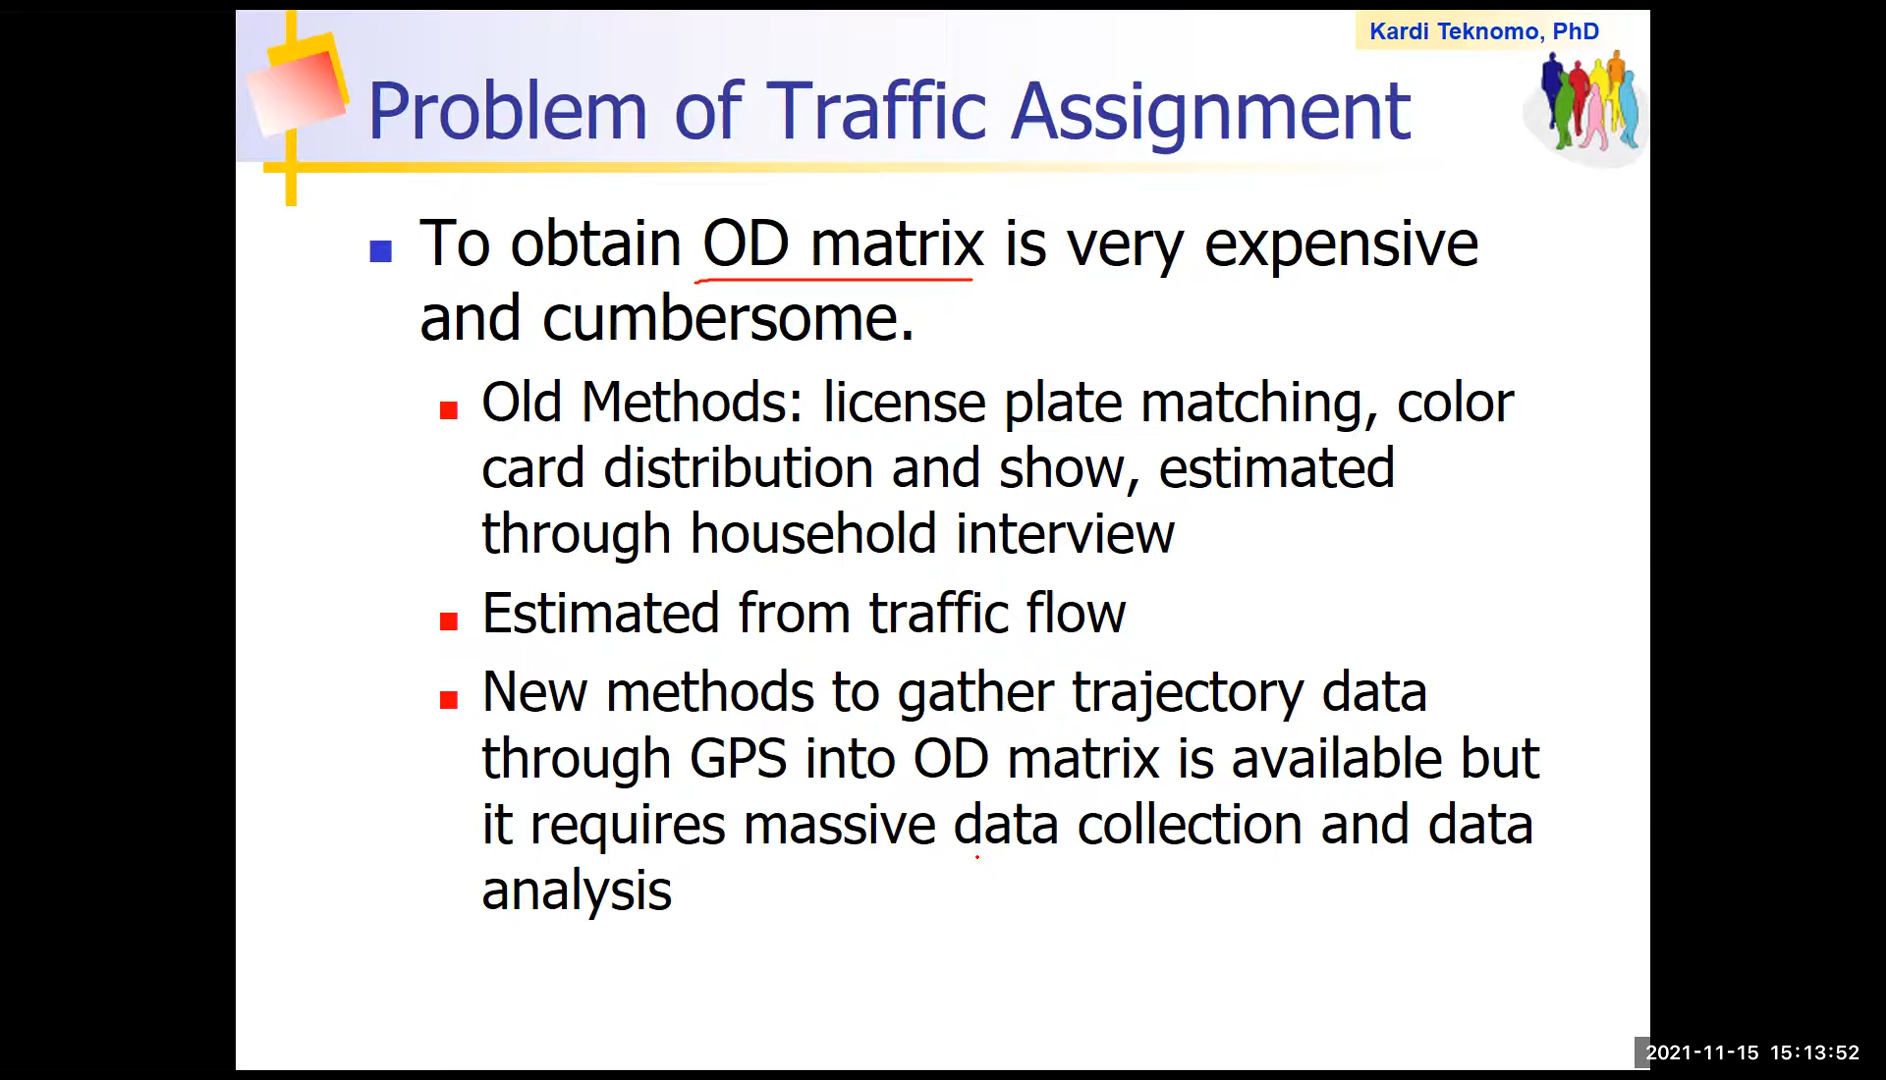 Kardi Teknomo, PhD
Problem of Traffic Assignment
To obtain OD matrix is very expensive
and cumbersome.
Old Methods: license plate matching, color
card distribution and show, estimated
through household interview
Estimated from traffic flow
New methods to gather trajectory data
through GPS into OD matrix is available but
it requires massive data collection and data
analysis
2021-11-15 15:13:52